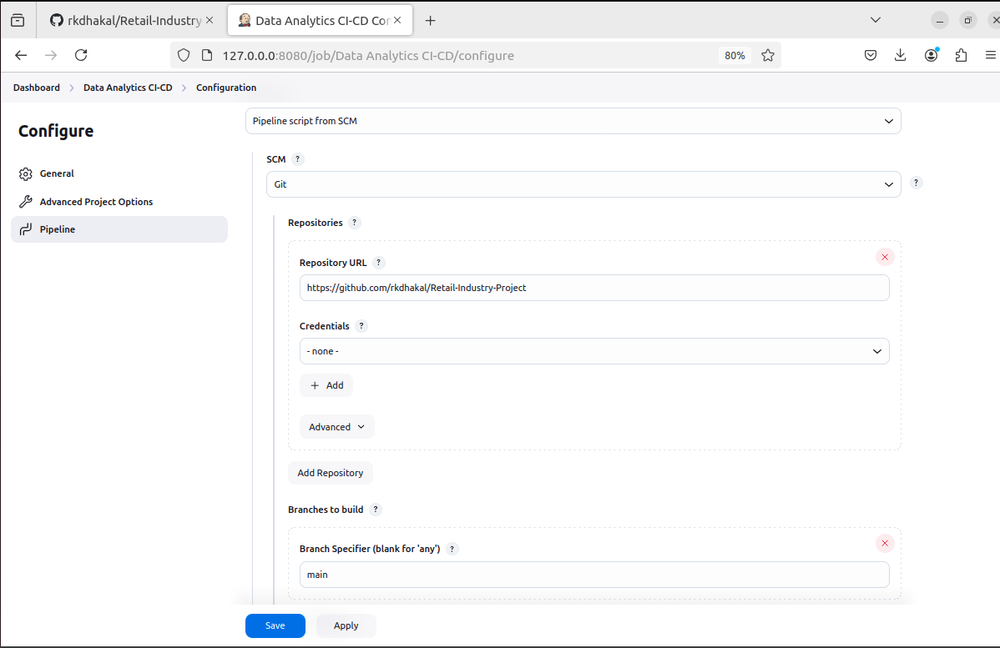 rkdhakal/Retail-Industry
Data Analytics CI-CD Con
127.0.0.0:8080/job/Data Analytics CI-CD/configure
80%
Dashboard
Data Analytics CI-CD
Configuration
Configure
General
Advanced Project Options
Pipeline
Pipeline script from SCM
SCM ?
Git
?
Repositories ?
Repository URL ?
https://github.com/rkdhakal/Retail-Industry-Project
Credentials ?
- none -
+ Add
Advanced
Add Repository
Branches to build ?
Branch Specifier (blank for 'any') ?
main
Save
Apply